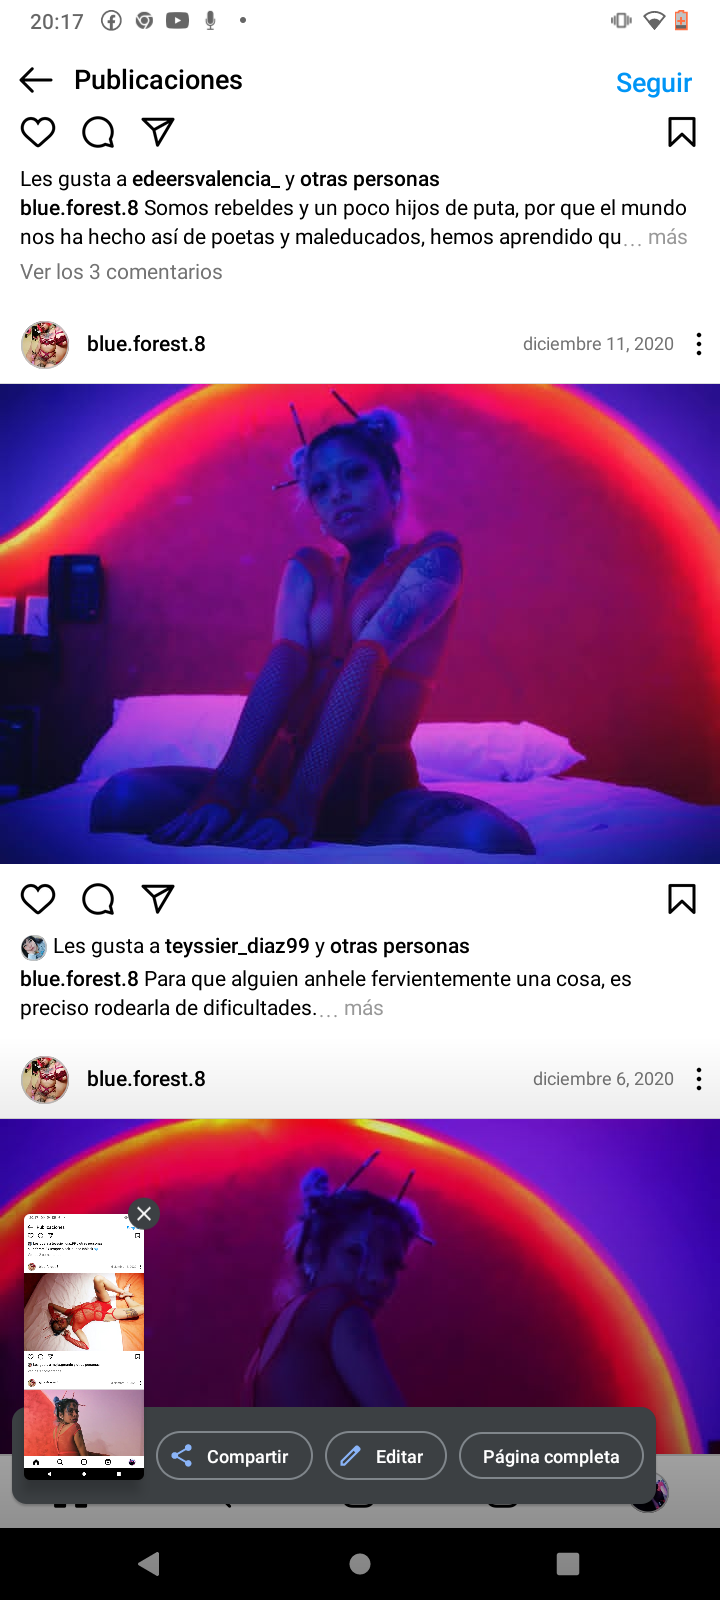 20:17
Publicaciones
Seguir
Les gusta a edeersvalencia_ y otras personas
blue.forest.8 Somos rebeldes y un poco hijos de puta, por que el mundo
nos ha hecho así de poetas y maleducados, hemos aprendido qu... más
Ver los 3 comentarios
blue.forest.8
diciembre 11, 2020
Les gusta a teyssier_diaz99 y otras personas
blue.forest.8 Para que alguien anhele fervientemente una cosa, es
preciso rodearla de dificultades.... más
blue.forest.8
diciembre 6, 2020
Publicaciones
Compartir
Editar
Página completa